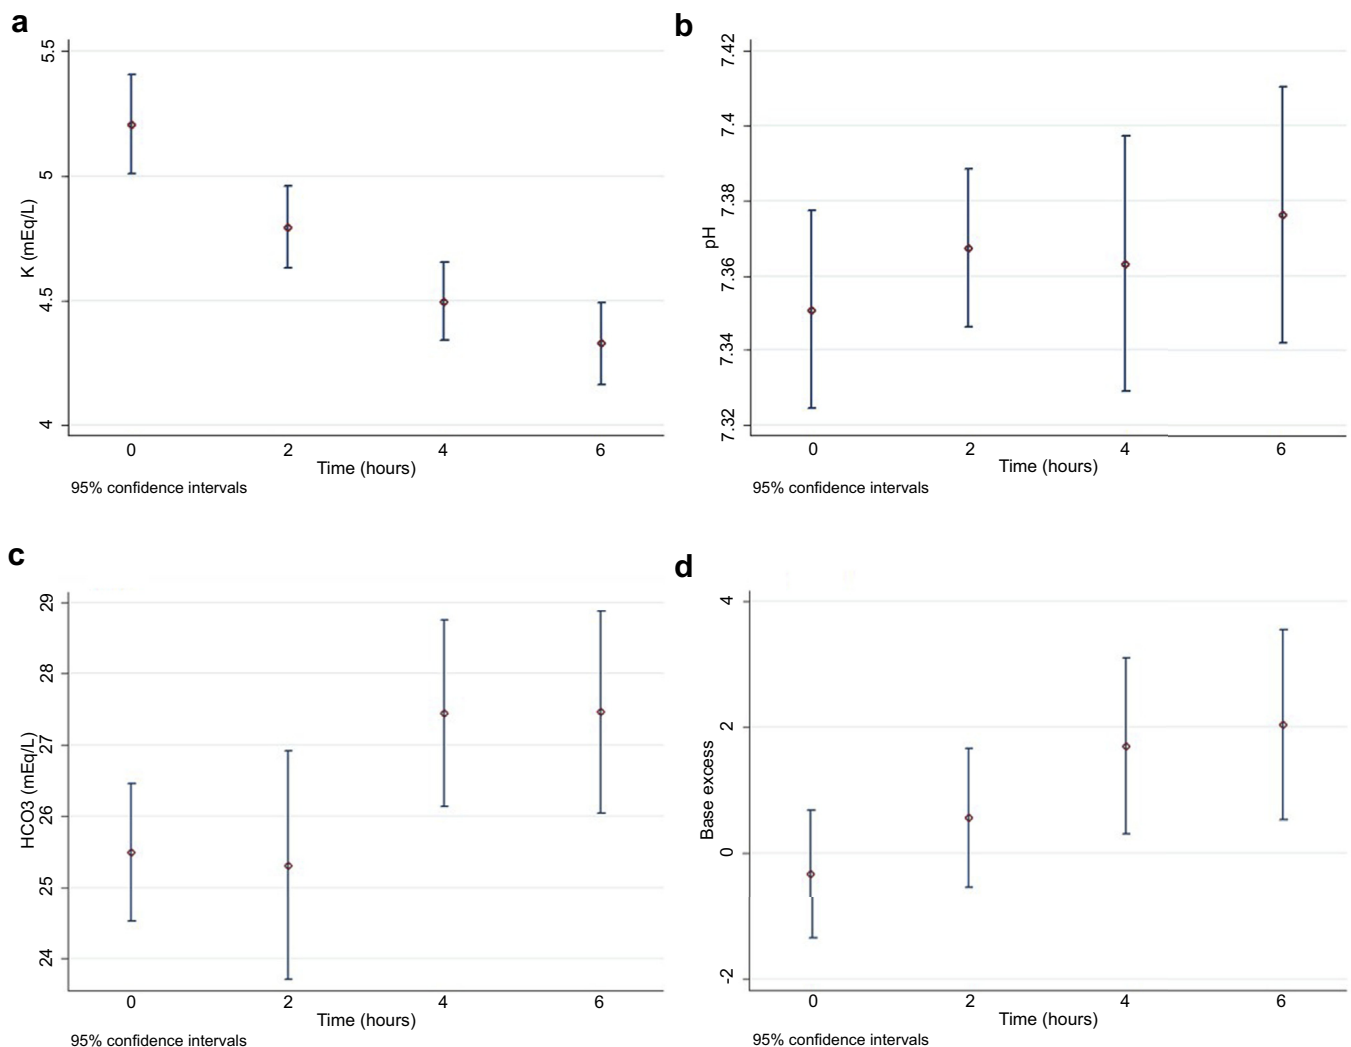 a
5.5
5
4.5
4
K (mEq/L)
0 2 4 6
Time (hours)
95% confidence intervals
b
7.42
7.4
7.38
7.36
7.34
7.32
pH
0 2 4 6
Time (hours)
95% confidence intervals
c
29
28
27
26
25
24
HCO3 (mEq/L)
0 2 4 6
Time (hours)
95% confidence intervals
d
4
2
0
-2
Base excess
0 2 4 6
Time (hours)
95% confidence intervals